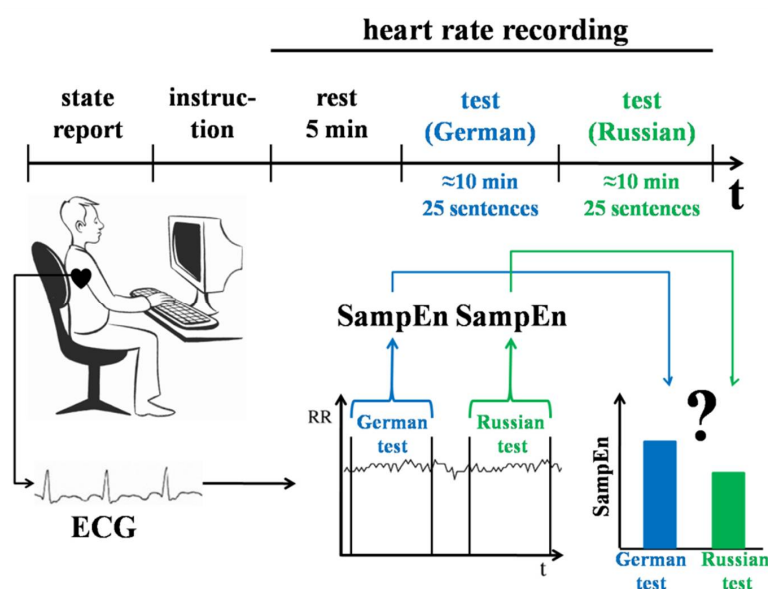 heart rate recording
state
report
instruc-
tion
rest
5 min
test
(German)
test
(Russian)
≈10 min
25 sentences
≈10 min
25 sentences
t
SampEn SampEn
RR
German
test
Russian
test
t
ECG
?
SampEn
German
test
Russian
test